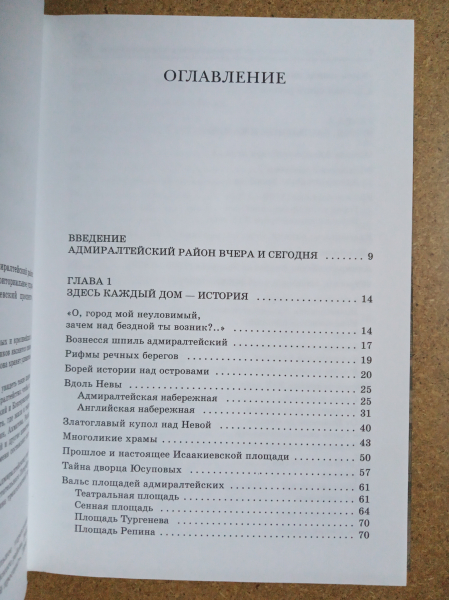 ОГЛАВЛЕНИЕ
ВВЕДЕНИЕ
АДМИРАЛТЕЙСКИЙ РАЙОН ВЧЕРА И СЕГОДНЯ ....... 9
ГЛАВА 1
ЗДЕСЬ КАЖДЫЙ ДОМ — ИСТОРИЯ ................ 14
«О, город мой неуловимый,
зачем над бездной ты возник?..» ................ 14
Вознесся шпиль адмиралтейский ................ 17
Рифмы речных берегов ................ 19
Борей истории над островами ................ 20
Вдоль Невы ................ 25
Адмиралтейская набережная ................ 25
Английская набережная ................ 31
Златоглавый купол над Невой ................ 40
Многоликие храмы ................ 43
Прошлое и настоящее Исаакиевской площади ........ 50
Тайна дворца Юсуповых ................ 57
Вальс площадей адмиралтейских ................ 61
Театральная площадь ................ 61
Сенная площадь ................ 64
Площадь Тургенева ................ 70
Площадь Репина ................ 70